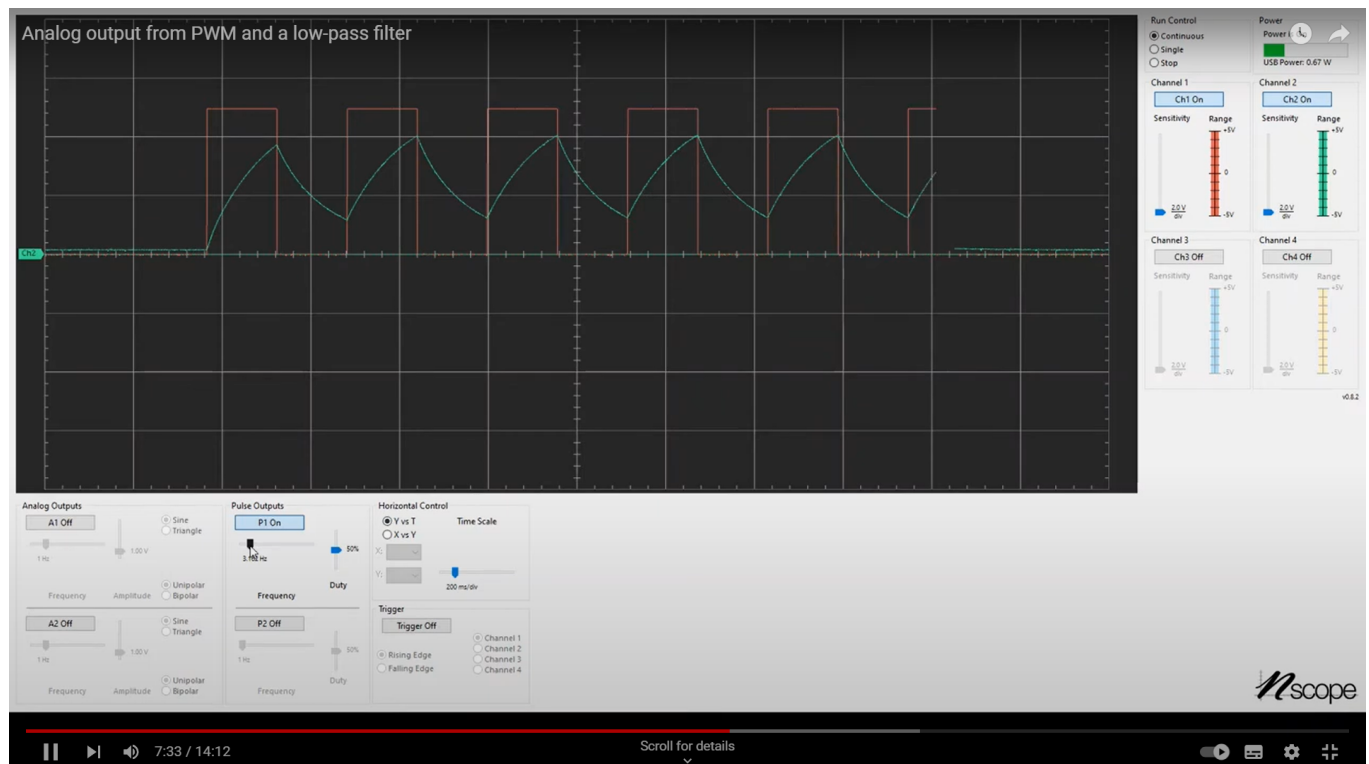 Analog output from PWM and a low-pass filter
Run Control
Continuous
Single
Stop
Power
USB Power: 0.67 W
Channel 1
Ch1 On
Sensitivity Range
+5V
0
-5V
2.0 V
div
Channel 2
Ch2 On
Sensitivity Range
+5V
0
-5V
2.0 V
div
Ch2
Channel 3
Ch3 Off
Sensitivity Range
+5V
0
-5V
2.0 V
div
Channel 4
Ch4 Off
Sensitivity Range
+5V
0
-5V
2.0 V
div
v0.8.2
Analog Outputs
A1 Off
Sine
Triangle
1.00 V
1 Hz
Unipolar
Bipolar
Frequency Amplitude
A2 Off
Sine
Triangle
1.00 V
1 Hz
Unipolar
Bipolar
Frequency Amplitude
Pulse Outputs
P1 On
50%
Duty
Frequency
P2 Off
50%
1 Hz
Duty
Frequency
Horizontal Control
Y vs T
X vs Y
Time Scale
X:
Y:
200 ms/div
Trigger
Trigger Off
Rising Edge
Falling Edge
Channel 1
Channel 2
Channel 3
Channel 4
nscope
7:33 / 14:12
Scroll for details